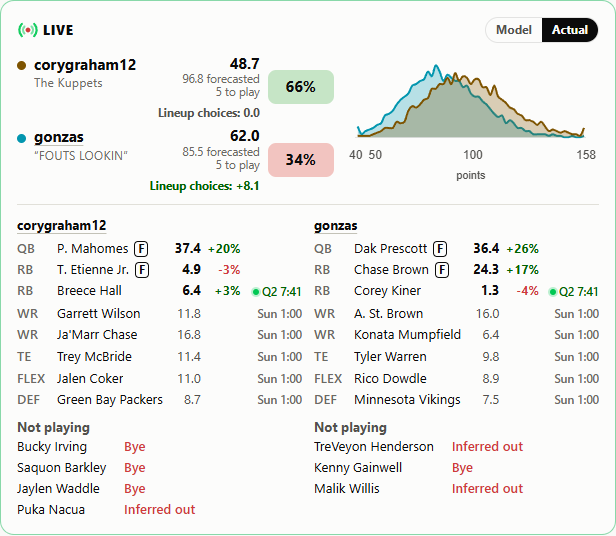 LIVE
Model Actual
corygraham12 48.7
The Kuppets 96.8 forecasted
5 to play
66%
Lineup choices: 0.0
gonzas 62.0
"FOUTS LOOKIN" 85.5 forecasted
5 to play
34%
Lineup choices: +8.1
40 50 100 158
points
corygraham12
QB P. Mahomes F 37.4 +20%
RB T. Etienne Jr. F 4.9 -3%
RB Breece Hall 6.4 +3% Q2 7:41
WR Garrett Wilson 11.8 Sun 1:00
WR Ja'Marr Chase 16.8 Sun 1:00
TE Trey McBride 11.4 Sun 1:00
FLEX Jalen Coker 11.0 Sun 1:00
DEF Green Bay Packers 8.7 Sun 1:00
Not playing
Bucky Irving Bye
Saquon Barkley Bye
Jaylen Waddle Bye
Puka Nacua Inferred out
gonzas
QB Dak Prescott F 36.4 +26%
RB Chase Brown F 24.3 +17%
RB Corey Kiner 1.3 -4% Q2 7:41
WR A. St. Brown 16.0 Sun 1:00
WR Konata Mumpfield 6.4 Sun 1:00
TE Tyler Warren 9.8 Sun 1:00
FLEX Rico Dowdle 8.9 Sun 1:00
DEF Minnesota Vikings 7.5 Sun 1:00
Not playing
TreVeyon Henderson Inferred out
Kenny Gainwell Bye
Malik Willis Inferred out